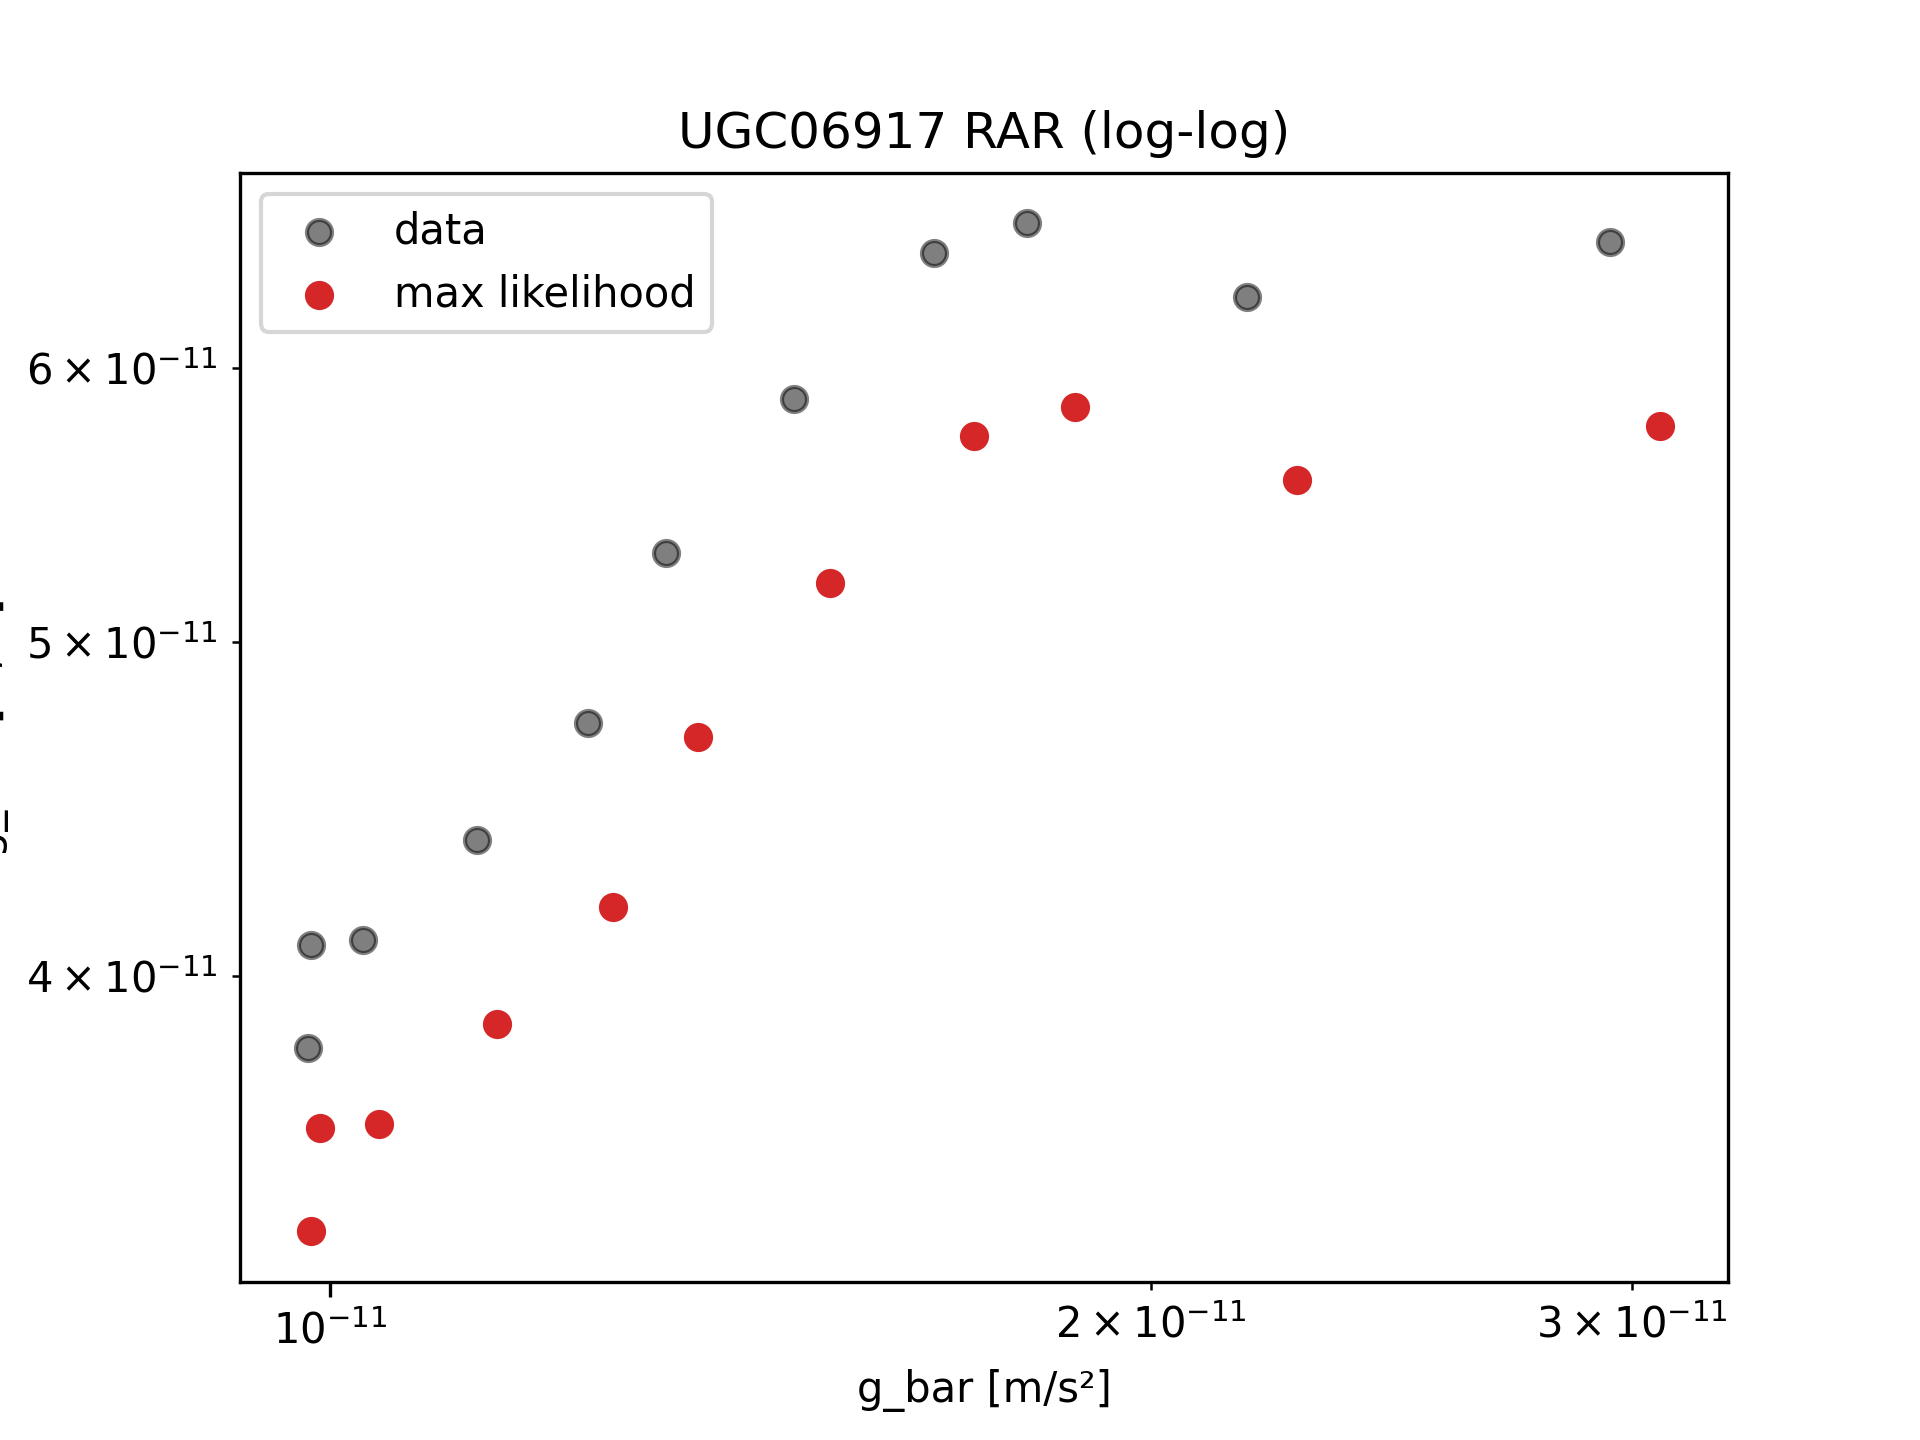 UGC06917 RAR (log-log)
data
max likelihood
6 × 10⁻¹¹
5 × 10⁻¹¹
4 × 10⁻¹¹
10⁻¹¹
2 × 10⁻¹¹
3 × 10⁻¹¹
g_bar [m/s²]